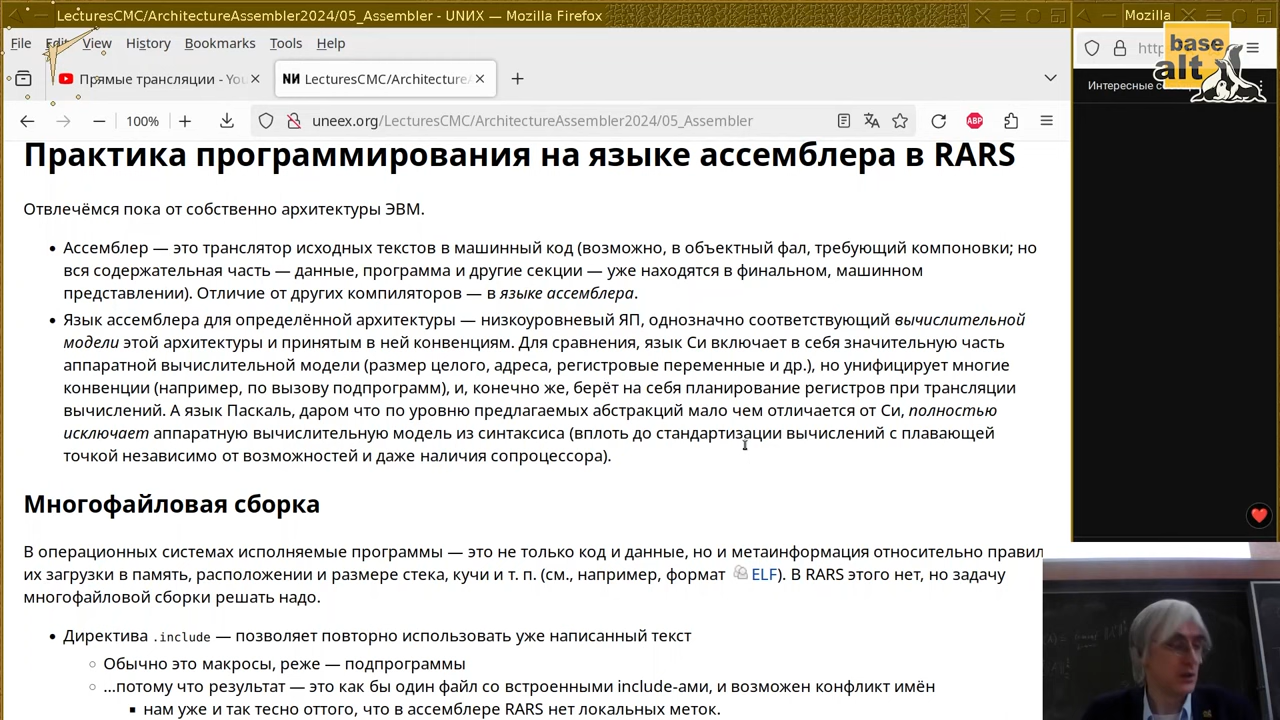 LecturesCMC/ArchitectureAssembler2024/05_Assembler - UNИX — Mozilla Firefox
Mozilla
File Edit View History Bookmarks Tools Help
Прямые трансляции - You
LecturesCMC/Architecture
100%
uneex.org/LecturesCMC/ArchitectureAssembler2024/05_Assembler
http
base
alt
Интересные
Практика программирования на языке ассемблера в RARS
Отвлечёмся пока от собственно архитектуры ЭВМ.
Ассемблер — это транслятор исходных текстов в машинный код (возможно, в объектный фал, требующий компоновки; но
вся содержательная часть — данные, программа и другие секции — уже находятся в финальном, машинном
представлении). Отличие от других компиляторов — в языке ассемблера.
Язык ассемблера для определённой архитектуры — низкоуровневый ЯП, однозначно соответствующий вычислительной
модели этой архитектуры и принятым в ней конвенциям. Для сравнения, язык Си включает в себя значительную часть
аппаратной вычислительной модели (размер целого, адреса, регистровые переменные и др.), но унифицирует многие
конвенции (например, по вызову подпрограмм), и, конечно же, берёт на себя планирование регистров при трансляции
вычислений. А язык Паскаль, даром что по уровню предлагаемых абстракций мало чем отличается от Си, полностью
исключает аппаратную вычислительную модель из синтаксиса (вплоть до стандартизации вычислений с плавающей
точкой независимо от возможностей и даже наличия сопроцессора).
Многофайловая сборка
В операционных системах исполняемые программы — это не только код и данные, но и метаинформация относительно правил
их загрузки в память, расположении и размере стека, кучи и т. п. (см., например, формат ELF). В RARS этого нет, но задачу
многофайловой сборки решать надо.
Директива .include — позволяет повторно использовать уже написанный текст
Обычно это макросы, реже — подпрограммы
…потому что результат — это как бы один файл со встроенными include-ами, и возможен конфликт имён
нам уже и так тесно оттого, что в ассемблере RARS нет локальных меток.